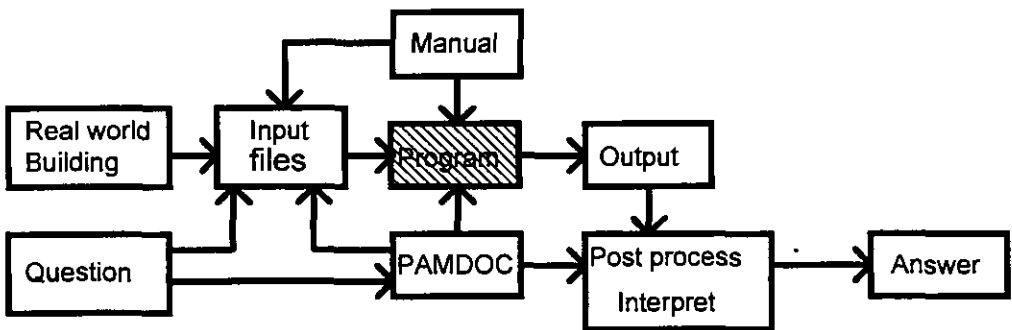 Manual
Real world
Building
Input
files
Program
Output
Question
PAMDOC
Post process
Interpret
Answer